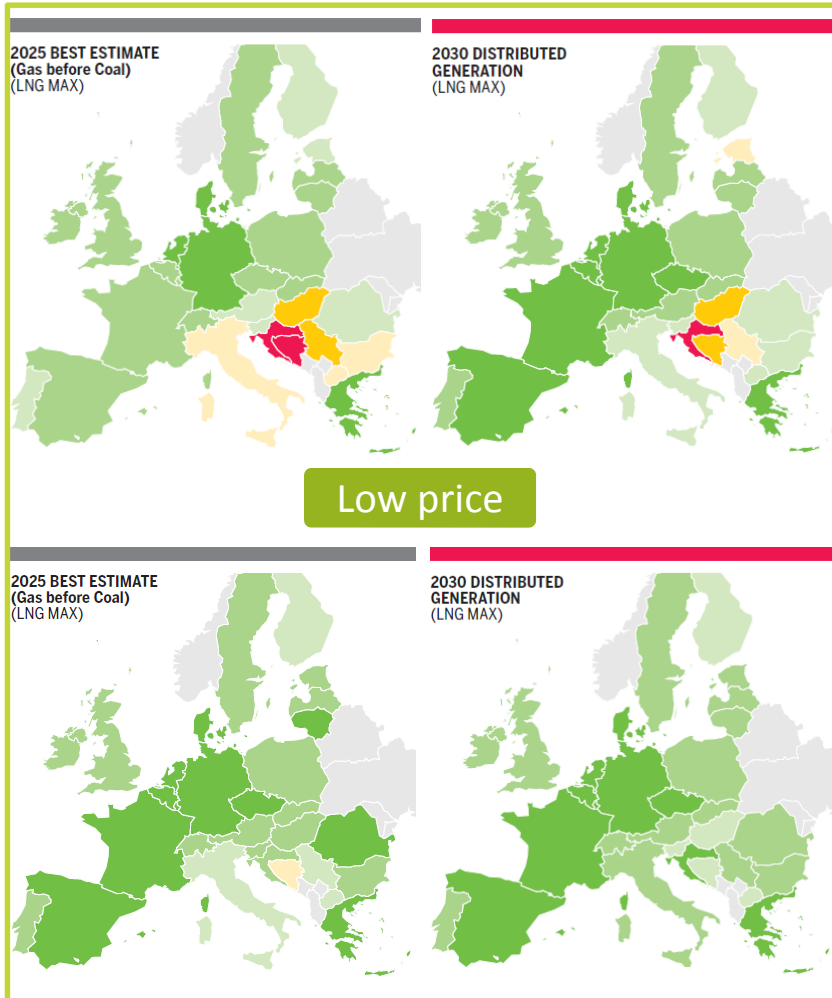 2025 BEST ESTIMATE
(Gas before Coal)
(LNG MAX)
2030 DISTRIBUTED
GENERATION
(LNG MAX)
Low price
2025 BEST ESTIMATE
(Gas before Coal)
(LNG MAX)
2030 DISTRIBUTED
GENERATION
(LNG MAX)